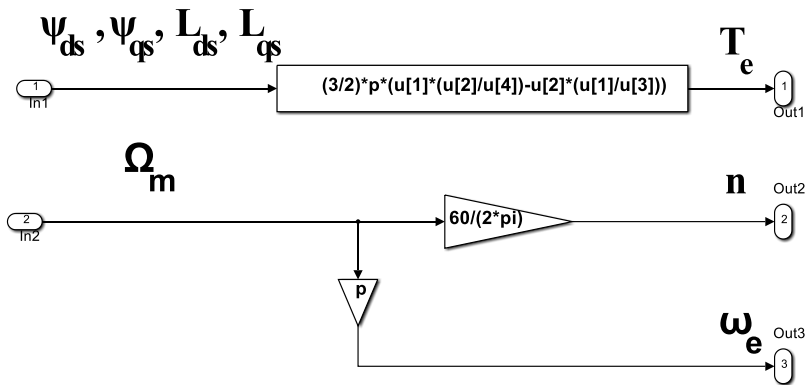 ψds , ψqs, Lds, Lqs
Te
1
In1
(3/2)*p*(u[1]*(u[2]/u[4])-u[2]*(u[1]/u[3]))
1
Out1
Ωm
n
Out2
2
In2
60/(2*pi)
2
p
ωe
Out3
3